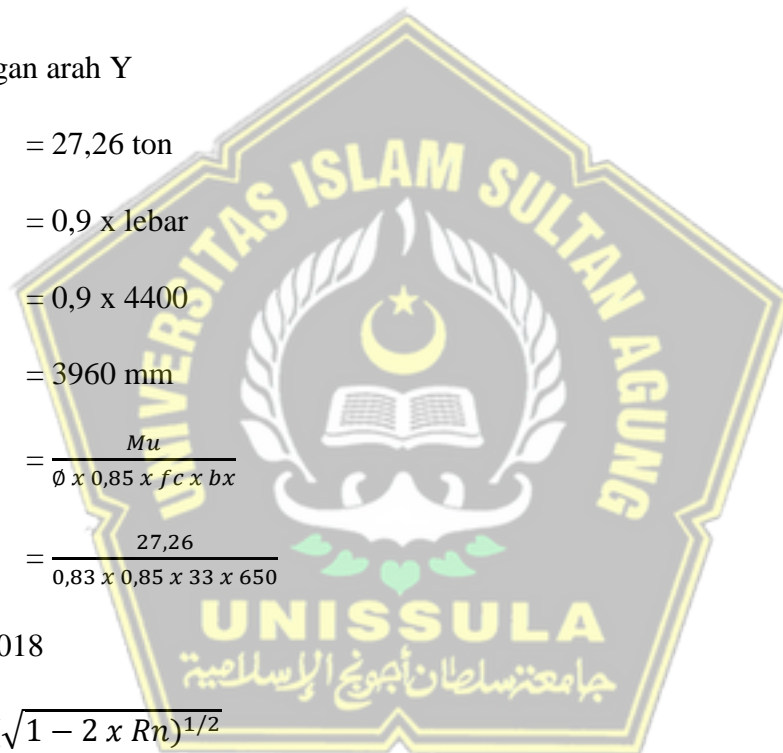 gan arah Y
= 27,26 ton
= 0,9 x lebar
= 0,9 x 4400
= 3960 mm
= Mu / Ø x 0,85 x fc x bx
= 27,26 / 0,83 x 0,85 x 33 x 650
018
√1 − 2 x Rn)^1/2
UNIVERSITAS ISLAM SULTAN AGUNG
UNISSULA
جامعتنسلطان أجونج الإسلامية